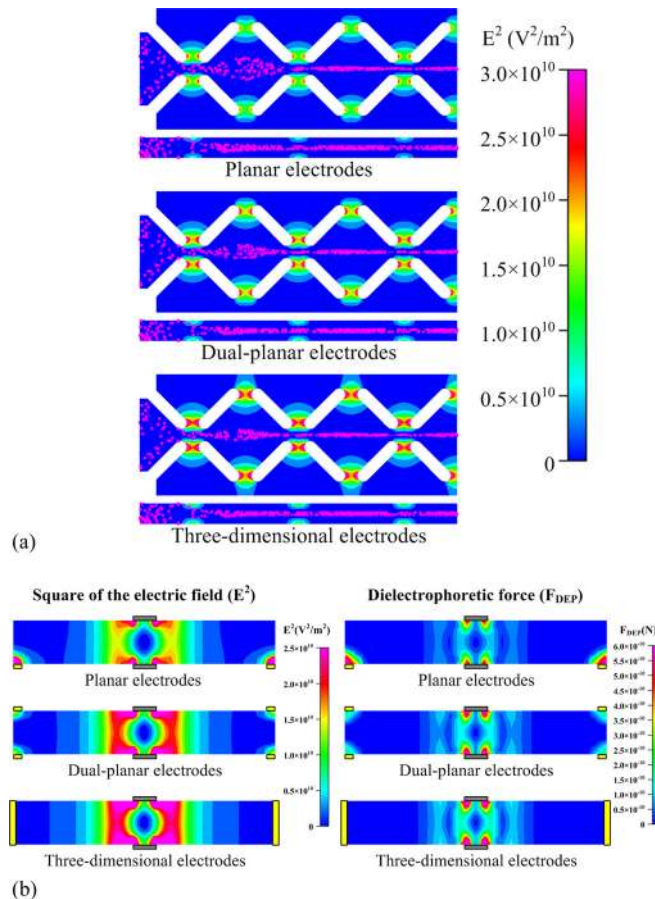 E² (V²/m²)
3.0×10¹⁰
2.5×10¹⁰
2.0×10¹⁰
1.5×10¹⁰
1.0×10¹⁰
0.5×10¹⁰
0
Planar electrodes
Dual-planar electrodes
Three-dimensional electrodes
(a)
Square of the electric field (E²)
E²(V²/m²)
2.5×10¹⁰
2.0×10¹⁰
1.5×10¹⁰
1.0×10¹⁰
0.5×10¹⁰
0
Planar electrodes
Dual-planar electrodes
Three-dimensional electrodes
Dielectrophoretic force (F_DEP)
F_DEP(N)
0
Planar electrodes
Dual-planar electrodes
Three-dimensional electrodes
(b)